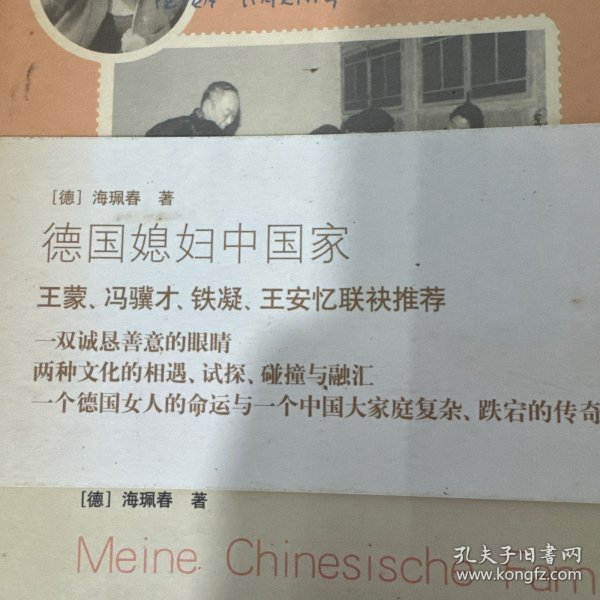 [德] 海珮春 著
德国媳妇中国家
王蒙、冯骥才、铁凝、王安忆联袂推荐
一双诚恳善意的眼睛
两种文化的相遇、试探、碰撞与融汇
一个德国女人的命运与一个中国大家庭复杂、跌宕的传奇
[德] 海珮春 著
Meine Chinesische Fam
孔夫子旧书网
www.kongfz.com